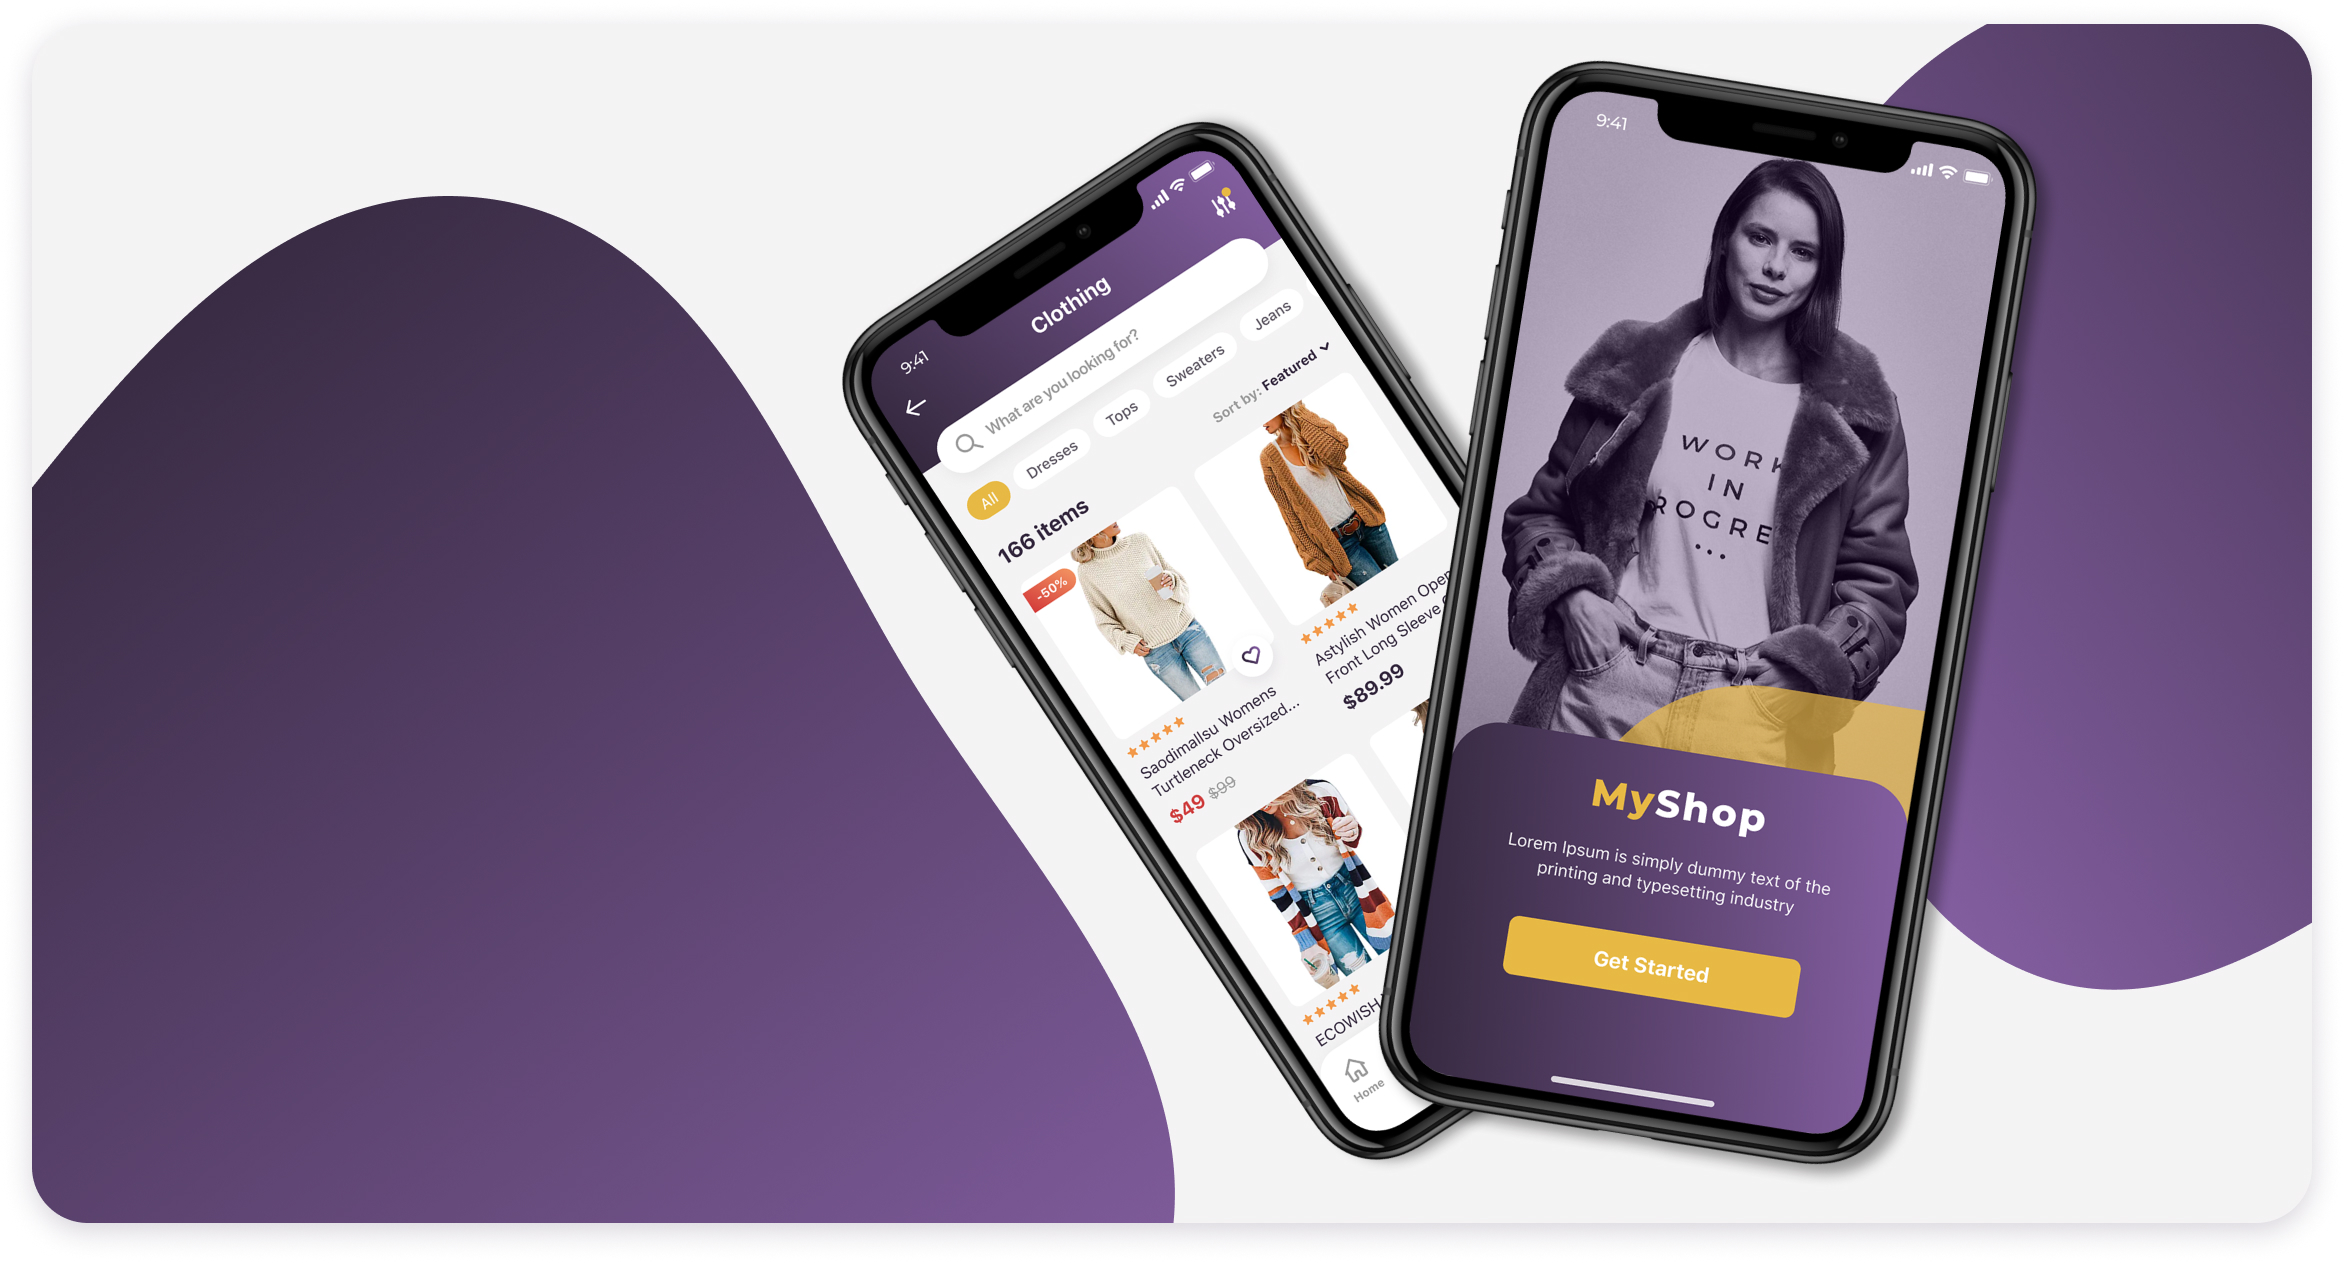 9:41
Clothing
What are you looking for?
All
Dresses
Tops
Sweaters
Jeans
166 items
Sort by: Featured
-50%
Saodimallsu Womens
Turtleneck Oversized...
$49 $99
Astylish Women Open
Front Long Sleeve
$89.99
ECOWISH
Home
9:41
WORK
IN
ROGRE
...
MyShop
Lorem Ipsum is simply dummy text of the
printing and typesetting industry
Get Started